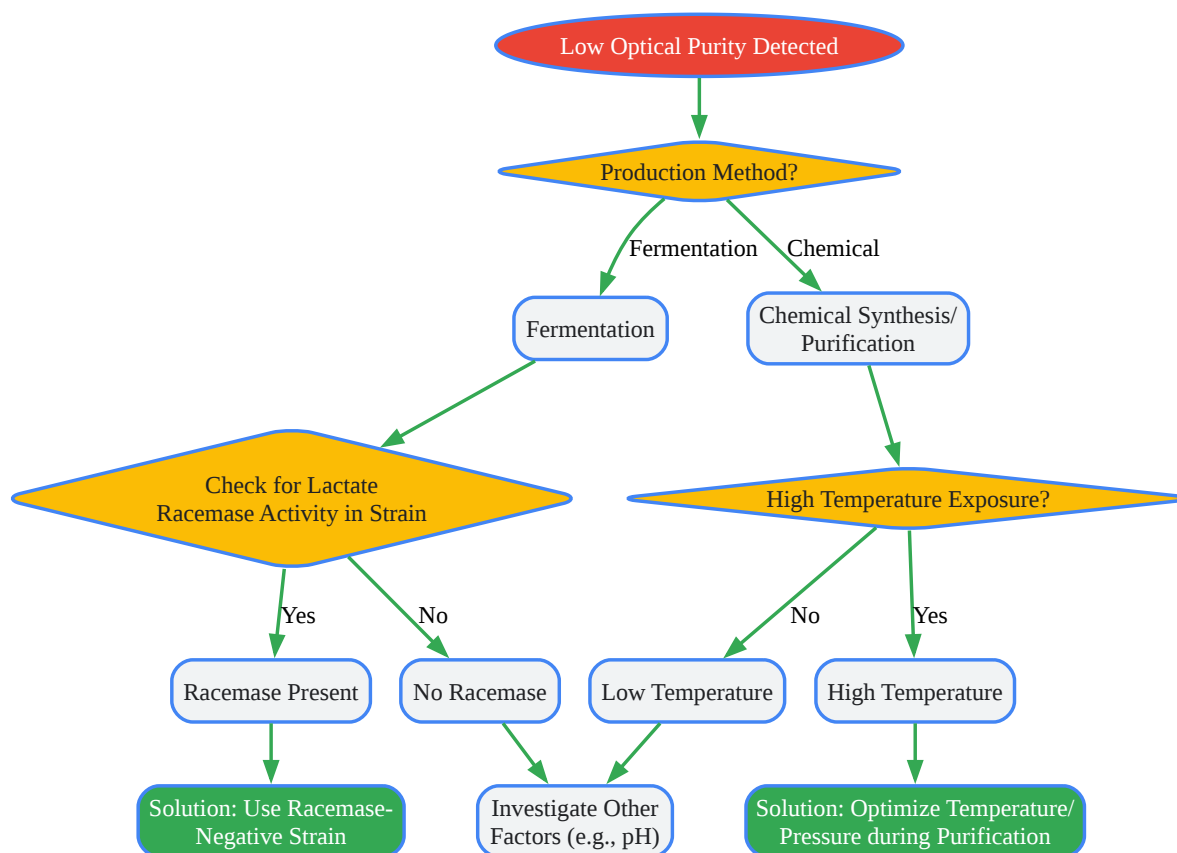 Low Optical Purity Detected
Production Method?
Fermentation
Chemical
Fermentation
Chemical Synthesis/
Purification
Check for Lactate
Racemase Activity in Strain
High Temperature Exposure?
Yes
No
No
Yes
Racemase Present
No Racemase
Low Temperature
High Temperature
Solution: Use Racemase-
Negative Strain
Investigate Other
Factors (e.g., pH)
Solution: Optimize Temperature/
Pressure during Purification